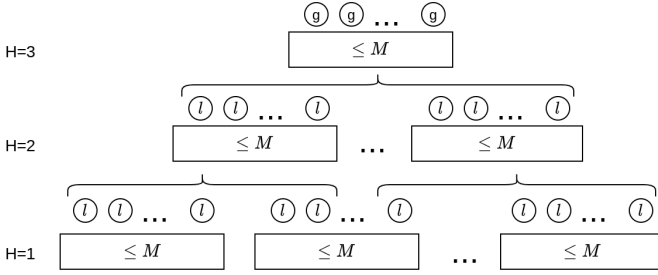 g g ... g
H=3 ≤ M
l l ... l l l ... l
H=2 ≤ M ... ≤ M
l l ... l l l ... l l l ... l
H=1 ≤ M ≤ M ... ≤ M